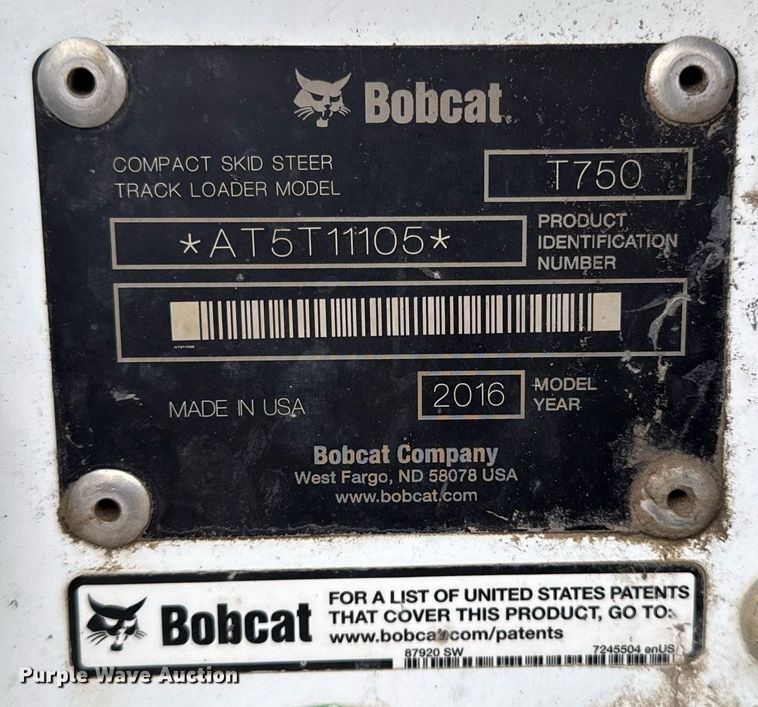 Bobcat
COMPACT SKID STEER
TRACK LOADER MODEL
T750
*AT5T11105*
PRODUCT
IDENTIFICATION
NUMBER
MADE IN USA
2016
MODEL
YEAR
Bobcat Company
West Fargo, ND 58078 USA
www.bobcat.com
Bobcat
FOR A LIST OF UNITED STATES PATENTS
THAT COVER THIS PRODUCT, GO TO:
www.bobcat.com/patents
87920 SW
7245504 enUS
Purple Wave Auction